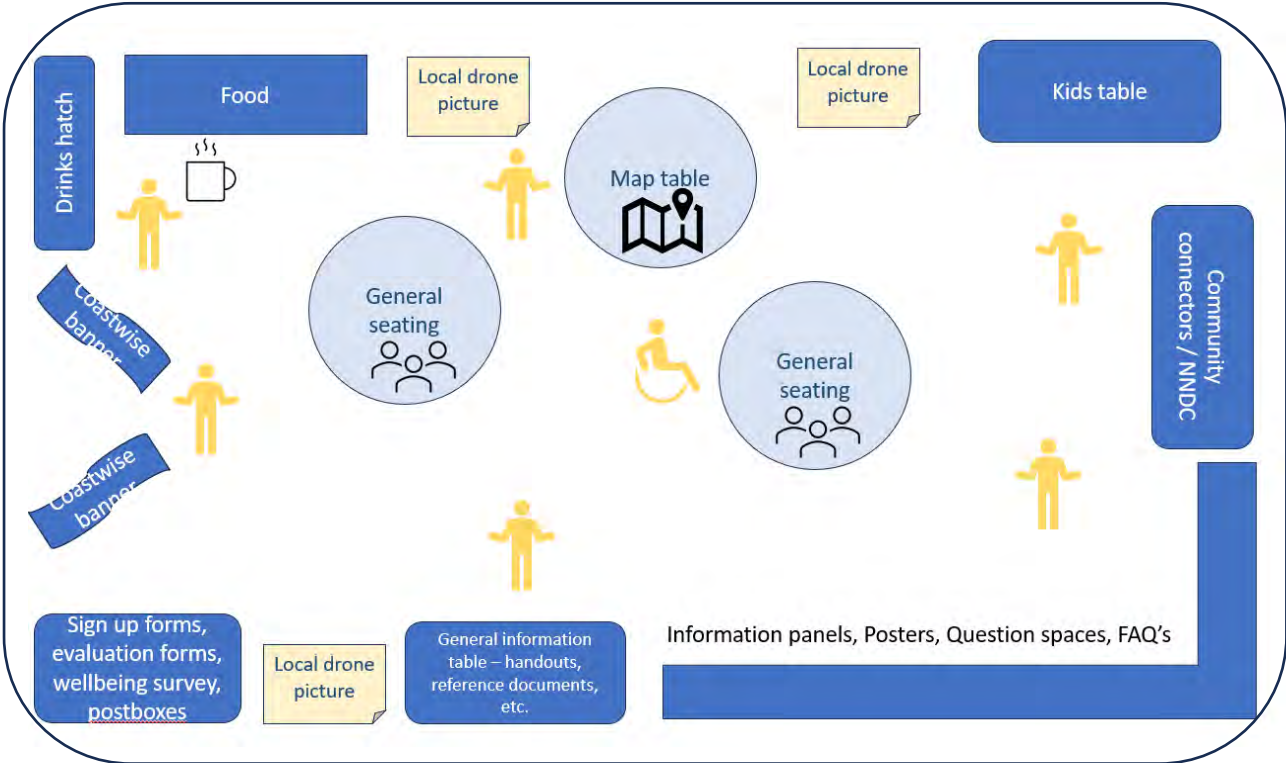 Drinks hatch
Food
Local drone
picture
Local drone
picture
Kids table
Map table
General
seating
General
seating
Community
connectors / NNDC
Coastwise
banner
Coastwise
banner
Sign up forms,
evaluation forms,
wellbeing survey,
postboxes
Local drone
picture
General information
table – handouts,
reference documents,
etc.
Information panels, Posters, Question spaces, FAQ’s